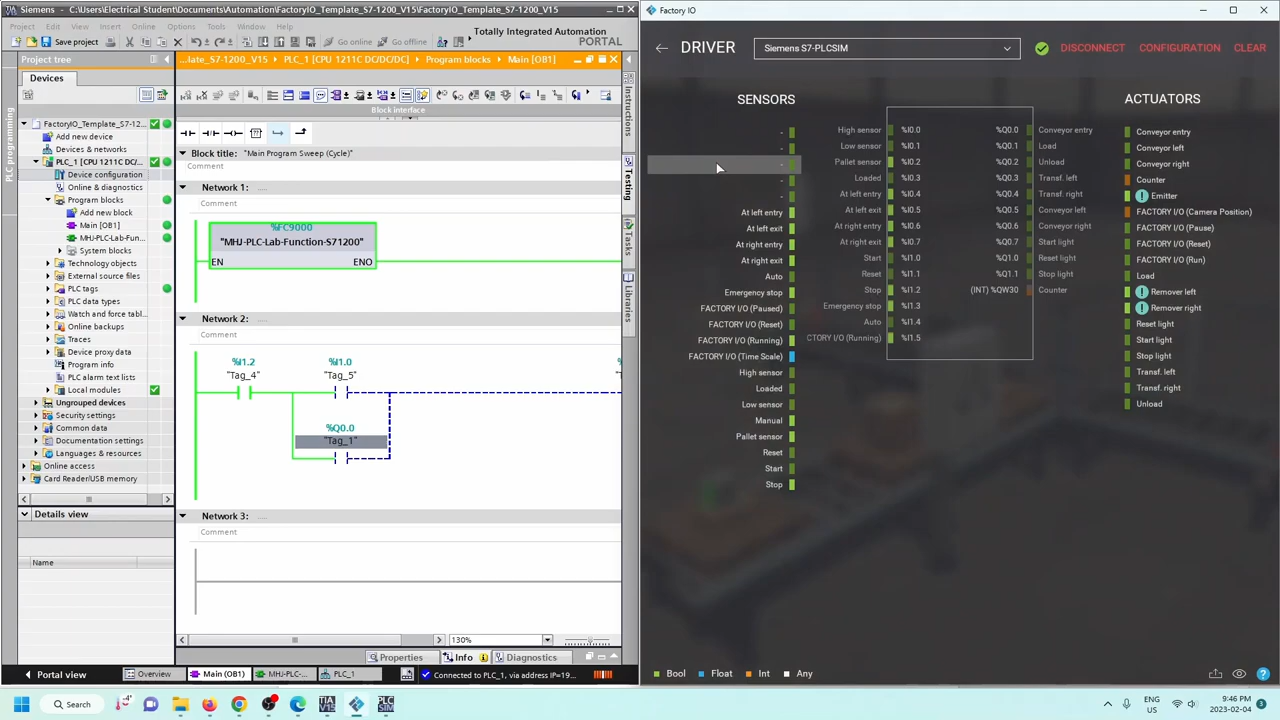 Siemens - C:\Users\Electrical Student\Documents\Automation\FactoryIO_Template_S7-1200_V15\FactoryIO_Template_S7-1200_V15
Project Edit View Insert Online Options Tools Window Help
Totally Integrated Automation
PORTAL
Save project
Go online
Go offline
Project tree
Devices
PLC programming
FactoryIO_Template_S7-12...
Add new device
Devices & networks
PLC_1 [CPU 1211C DC/D...
Device configuration
Online & diagnostics
Program blocks
Add new block
Main [OB1]
MHJ-PLC-Lab-Fun...
System blocks
Technology objects
External source files
PLC tags
PLC data types
Watch and force tabl...
Online backups
Traces
Device proxy data
Program info
PLC alarm text lists
Local modules
Ungrouped devices
Security settings
Common data
Documentation settings
Languages & resources
Online access
Card Reader/USB memory
Details view
Name
...late_S7-1200_V15 PLC_1 [CPU 1211C DC/DC/DC] Program blocks Main [OB1]
Block interface
Block title: "Main Program Sweep (Cycle)"
Comment
Network 1: .....
Comment
%FC9000
"MHJ-PLC-Lab-Function-S71200"
EN ENO
Network 2: .....
Comment
%I1.2 %I1.0
"Tag_4" "Tag_5"
%Q0.0
"Tag_1"
Network 3: .....
Comment
130%
Properties Info Diagnostics
Instructions
Testing
Tasks
Libraries
Portal view Overview Main (OB1) MHJ-PLC-... PLC_1 Connected to PLC_1, via address IP=19...
Factory IO
DRIVER
Siemens S7-PLCSIM
DISCONNECT CONFIGURATION CLEAR
SENSORS
-
-
-
-
-
At left entry
At left exit
At right entry
At right exit
Auto
Emergency stop
FACTORY I/O (Paused)
FACTORY I/O (Reset)
FACTORY I/O (Running)
FACTORY I/O (Time Scale)
High sensor
Loaded
Low sensor
Manual
Pallet sensor
Reset
Start
Stop
High sensor %I0.0 %Q0.0 Conveyor entry
Low sensor %I0.1 %Q0.1 Load
Pallet sensor %I0.2 %Q0.2 Unload
Loaded %I0.3 %Q0.3 Transf. left
At left entry %I0.4 %Q0.4 Transf. right
At left exit %I0.5 %Q0.5 Conveyor left
At right entry %I0.6 %Q0.6 Conveyor right
At right exit %I0.7 %Q0.7 Start light
Start %I1.0 %Q1.0 Reset light
Reset %I1.1 %Q1.1 Stop light
Stop %I1.2 (INT) %QW30 Counter
Emergency stop %I1.3
Auto %I1.4
CTORY I/O (Running) %I1.5
ACTUATORS
Conveyor entry
Conveyor left
Conveyor right
Counter
Emitter
FACTORY I/O (Camera Position)
FACTORY I/O (Pause)
FACTORY I/O (Reset)
FACTORY I/O (Run)
Load
Remover left
Remover right
Reset light
Start light
Stop light
Transf. left
Transf. right
Unload
Bool Float Int Any
Search
TIA V15
PLC SIM
ENG
US
9:46 PM
2023-02-04
3